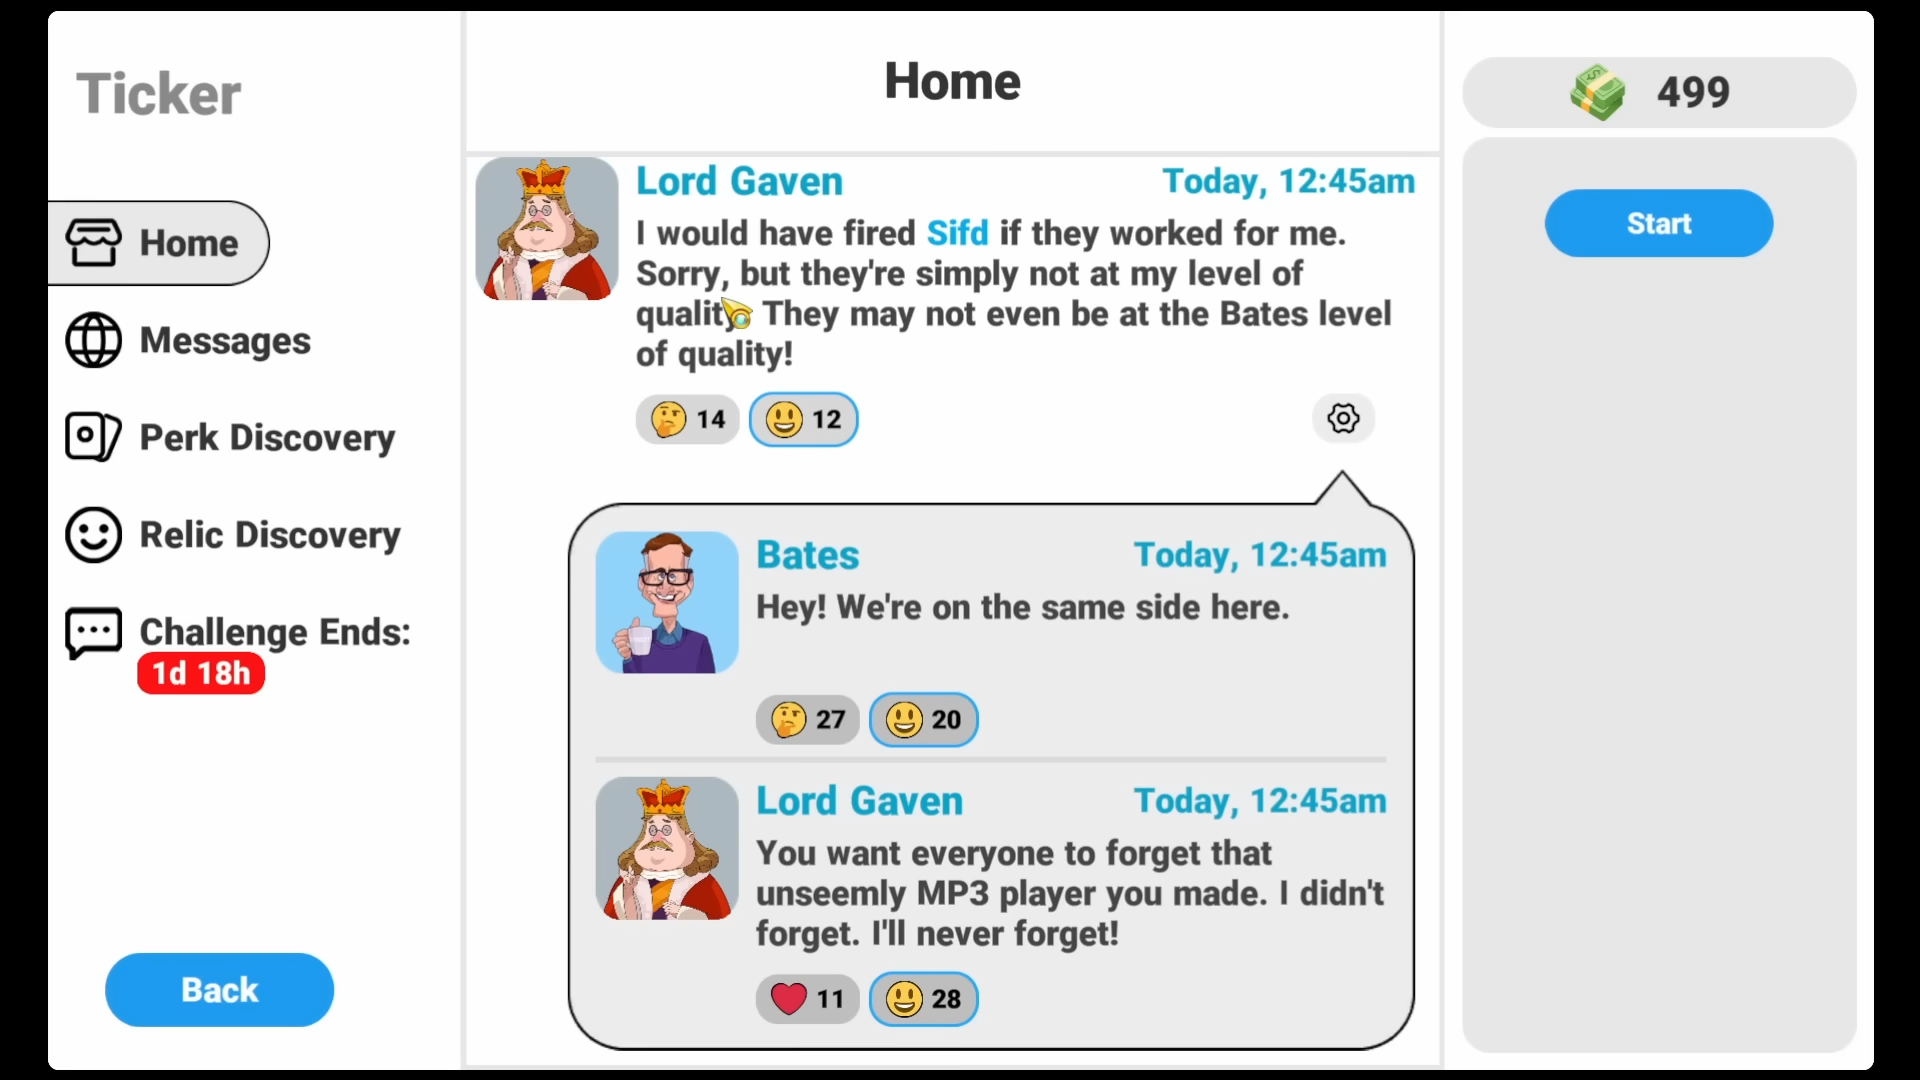 Ticker
Home
Messages
Perk Discovery
Relic Discovery
Challenge Ends:
1d 18h
Back
Home
Lord Gaven
Today, 12:45am
I would have fired Sifd if they worked for me.
Sorry, but they're simply not at my level of
quality. They may not even be at the Bates level
of quality!
14
12
Bates
Today, 12:45am
Hey! We're on the same side here.
27
20
Lord Gaven
Today, 12:45am
You want everyone to forget that
unseemly MP3 player you made. I didn't
forget. I'll never forget!
11
28
499
Start